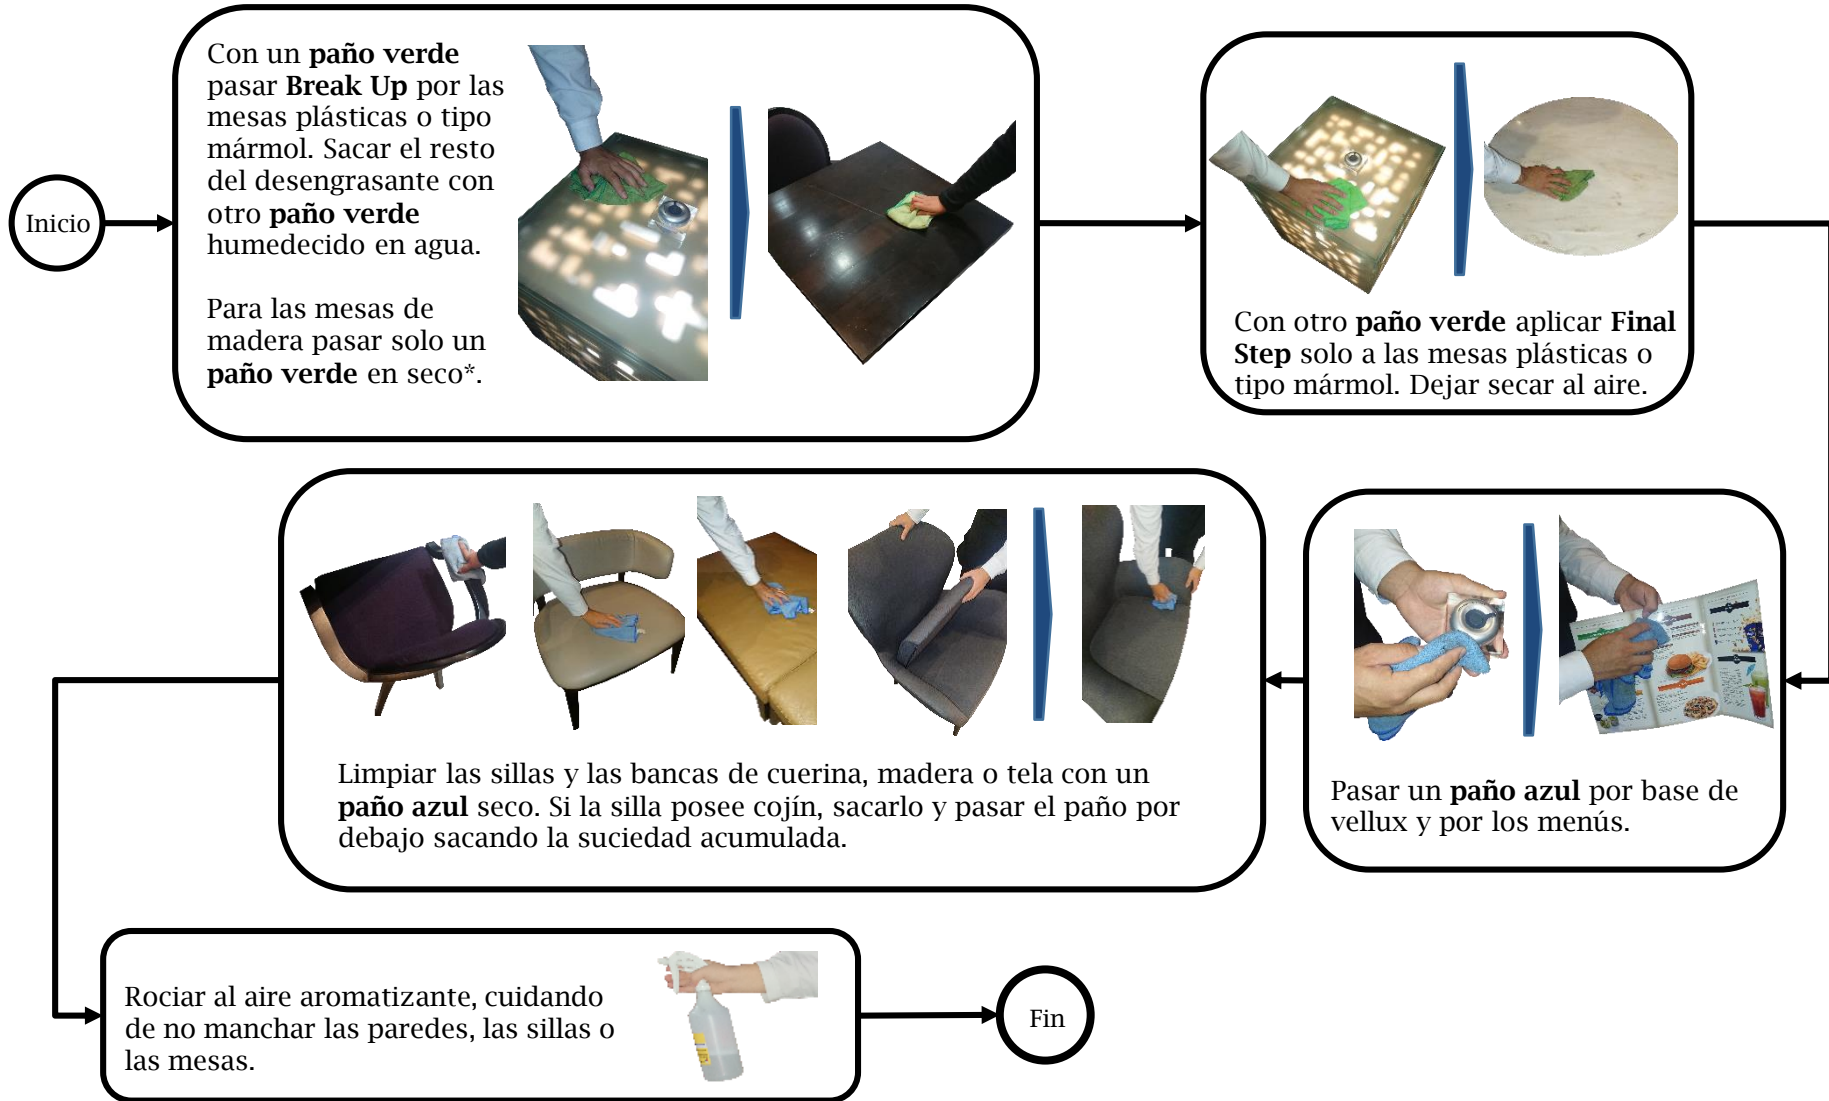 Inicio
Con un paño verde
pasar Break Up por las
mesas plásticas o tipo
mármol. Sacar el resto
del desengrasante con
otro paño verde
humedecido en agua.
Para las mesas de
madera pasar solo un
paño verde en seco*.
Con otro paño verde aplicar Final
Step solo a las mesas plásticas o
tipo mármol. Dejar secar al aire.
Pasar un paño azul por base de
vellux y por los menús.
Limpiar las sillas y las bancas de cuerina, madera o tela con un
paño azul seco. Si la silla posee cojín, sacarlo y pasar el paño por
debajo sacando la suciedad acumulada.
Rociar al aire aromatizante, cuidando
de no manchar las paredes, las sillas o
las mesas.
Fin